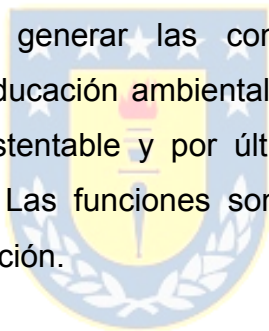 generar las con
ducación ambiental
stentable y por últ
Las funciones son
ción.